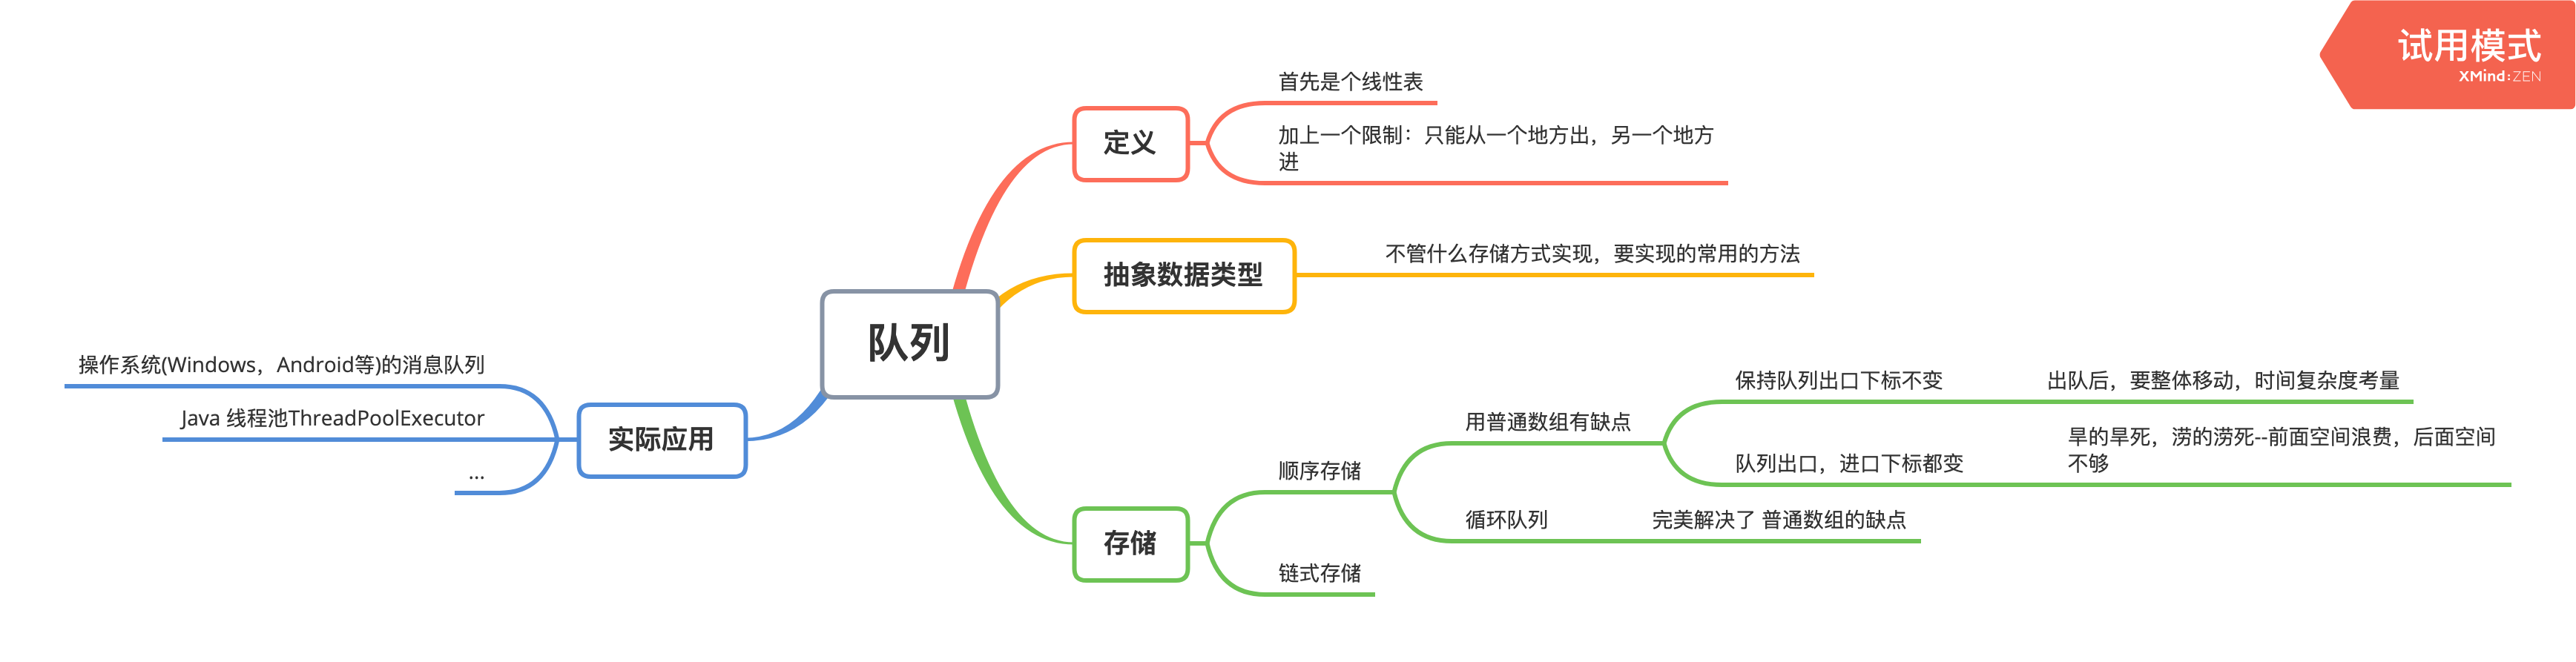 试用模式
XMind:ZEN
队列
定义
首先是个线性表
加上一个限制：只能从一个地方出，另一个地方
进
抽象数据类型
不管什么存储方式实现，要实现的常用的方法
存储
顺序存储
用普通数组有缺点
保持队列出口下标不变
出队后，要整体移动，时间复杂度考量
队列出口，进口下标都变
旱的旱死，涝的涝死--前面空间浪费，后面空间
不够
循环队列
完美解决了 普通数组的缺点
链式存储
实际应用
操作系统(Windows，Android等)的消息队列
Java 线程池ThreadPoolExecutor
...